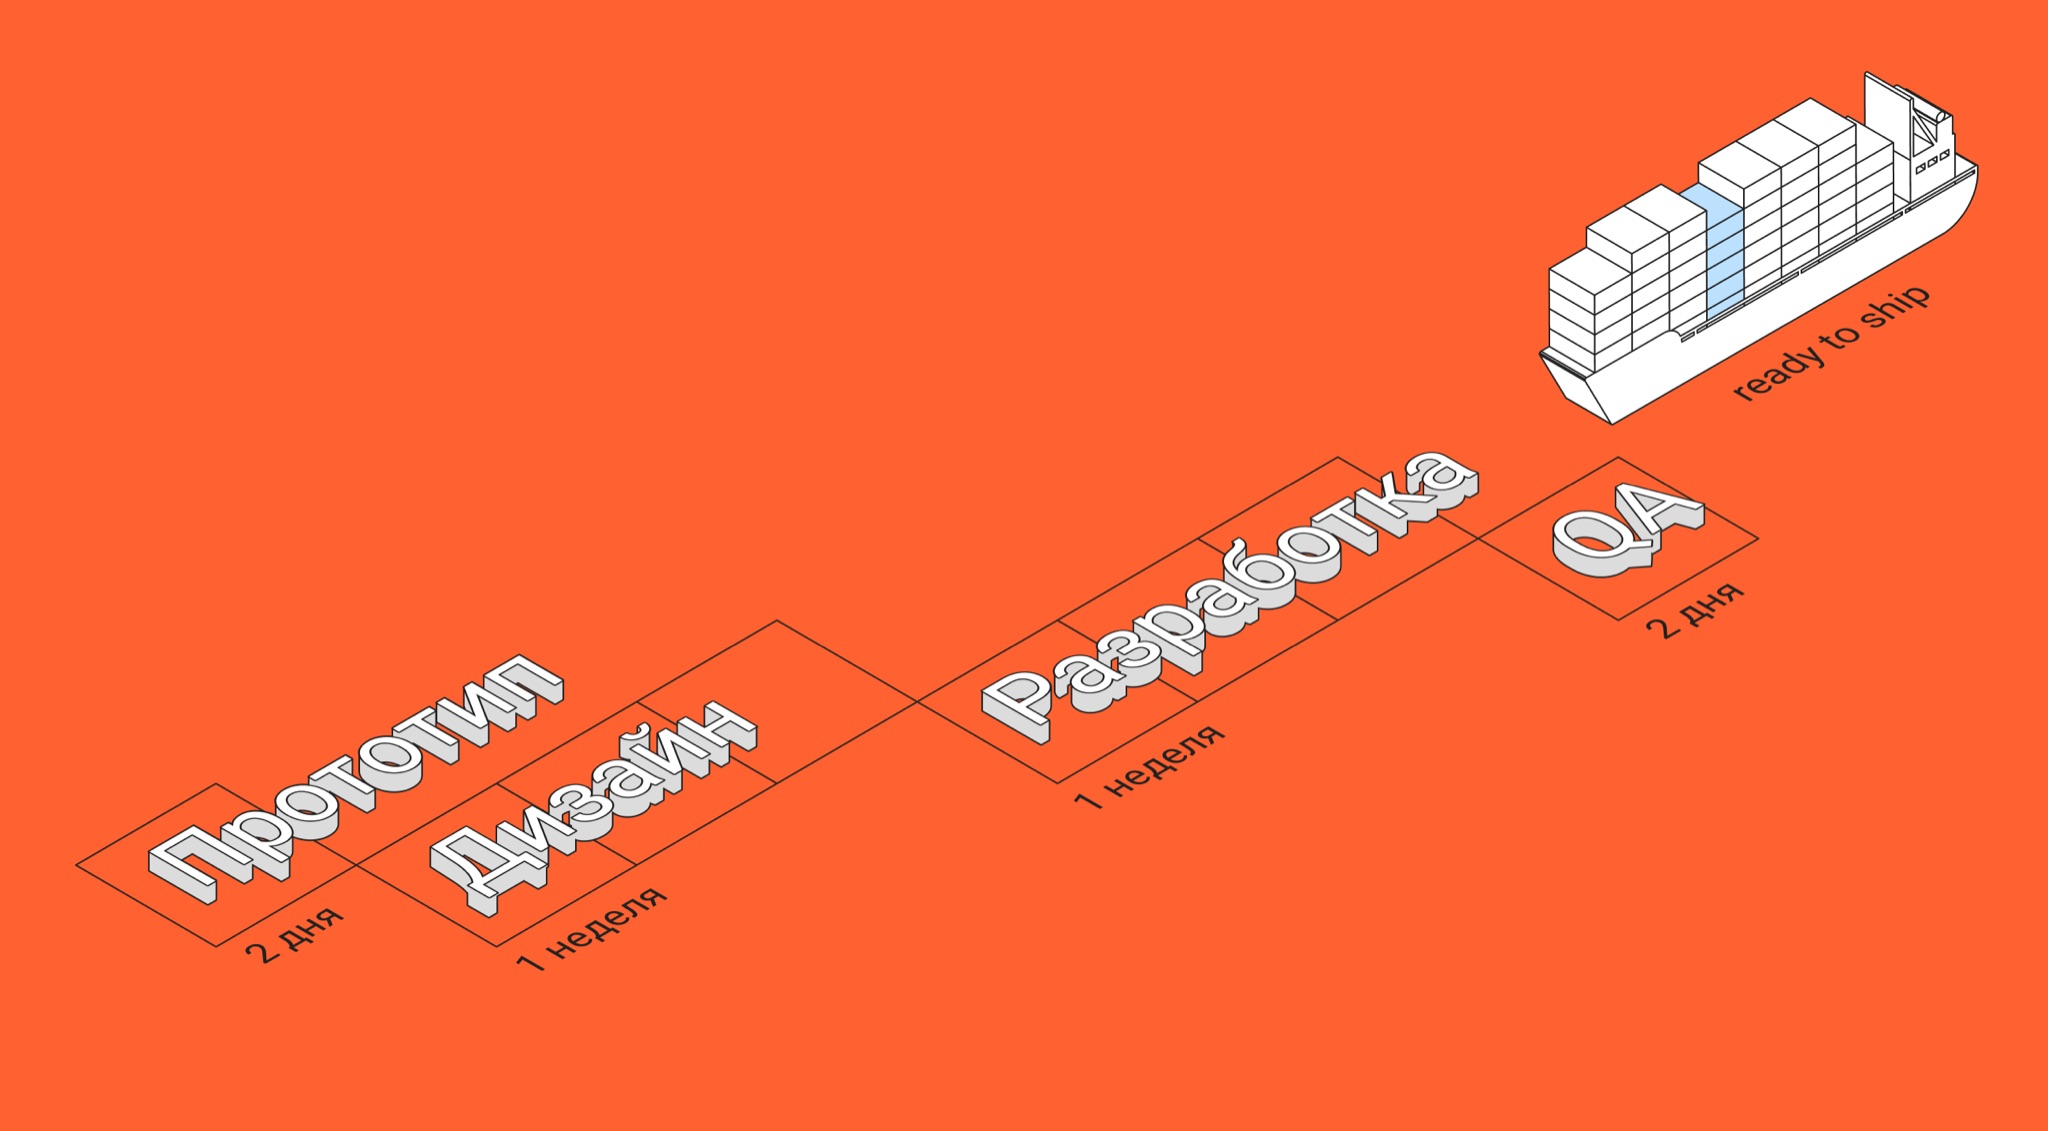 Прототип
2 дня
Дизайн
1 неделя
Разработка
1 неделя
QA
2 дня
ready to ship